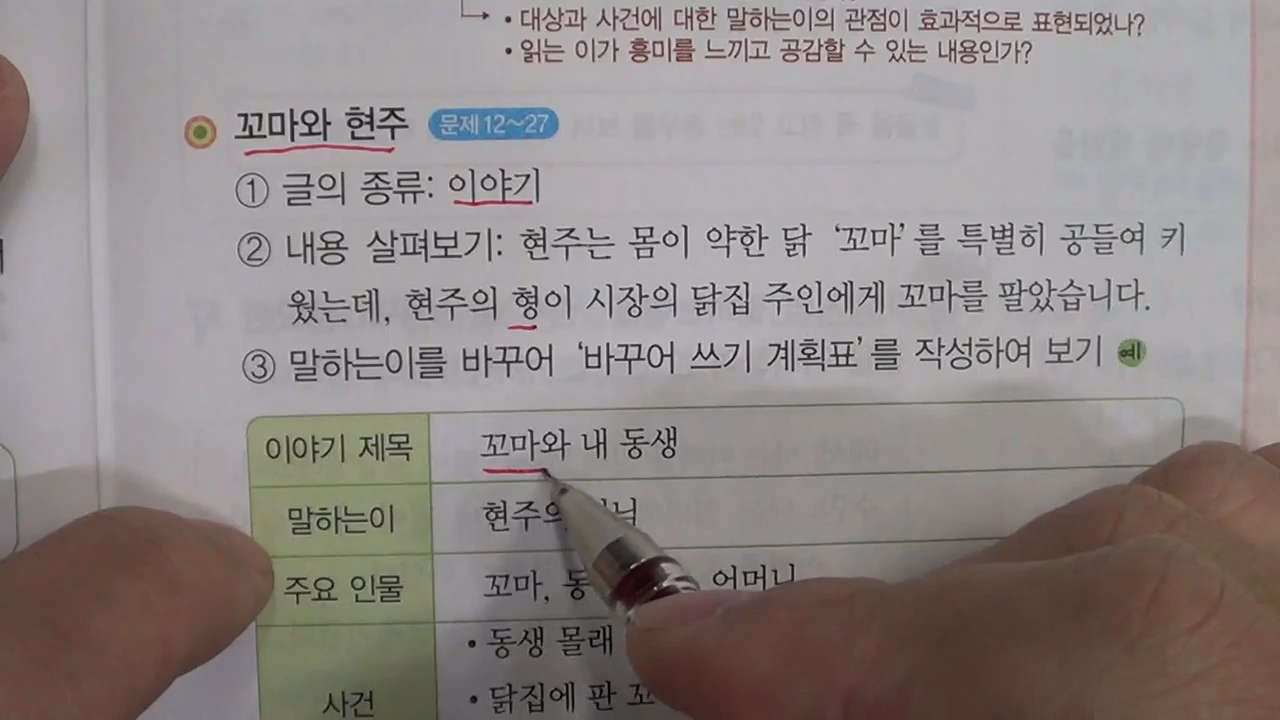 • 대상과 사건에 대한 말하는이의 관점이 효과적으로 표현되었나?
• 읽는 이가 흥미를 느끼고 공감할 수 있는 내용인가?
꼬마와 현주 문제 12~27
① 글의 종류: 이야기
② 내용 살펴보기: 현주는 몸이 약한 닭 ‘꼬마’를 특별히 공들여 키
웠는데, 현주의 형이 시장의 닭집 주인에게 꼬마를 팔았습니다.
③ 말하는이를 바꾸어 ‘바꾸어 쓰기 계획표’를 작성하여 보기 예
이야기 제목 꼬마와 내 동생
말하는이 현주의
주요 인물 꼬마, 어머니
• 동생 몰래
사건
• 닭집에 판